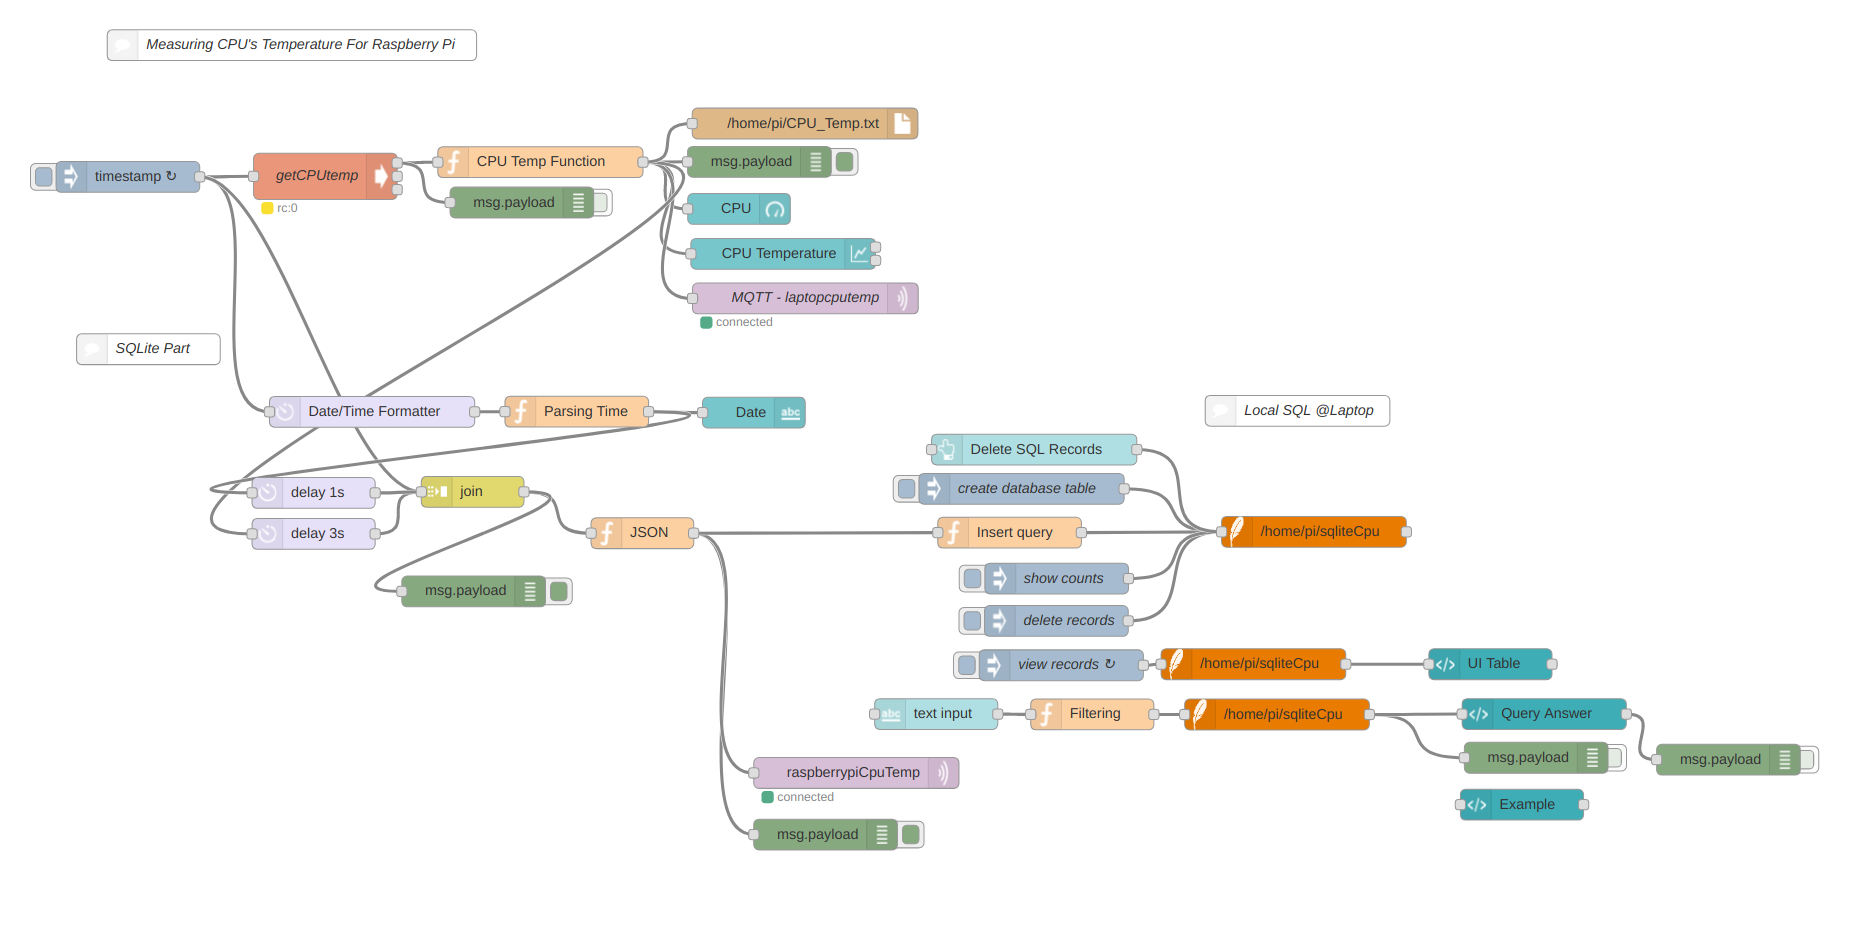 Measuring CPU's Temperature For Raspberry Pi
/home/pi/CPU_Temp.txt
timestamp ↻
getCPUtemp
rc:0
CPU Temp Function
msg.payload
msg.payload
CPU
CPU Temperature
MQTT - laptopcputemp
connected
SQLite Part
Date/Time Formatter
Parsing Time
Date
abc
Local SQL @Laptop
Delete SQL Records
create database table
delay 1s
join
delay 3s
JSON
Insert query
/home/pi/sqliteCpu
msg.payload
show counts
delete records
view records ↻
/home/pi/sqliteCpu
UI Table
abc
text input
Filtering
/home/pi/sqliteCpu
Query Answer
msg.payload
msg.payload
raspberrypiCpuTemp
connected
Example
msg.payload